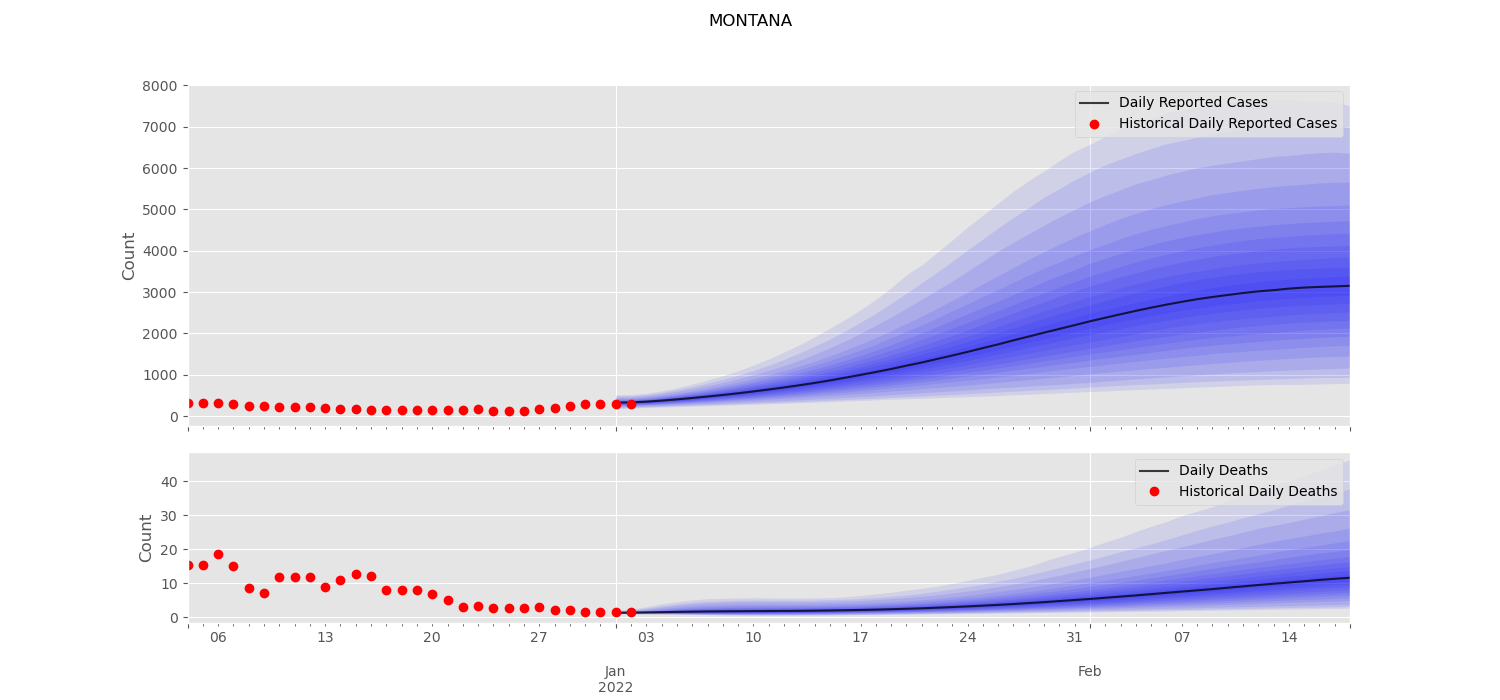 MONTANA
8000
7000
6000
5000
4000
3000
2000
1000
0
Count
Daily Reported Cases
Historical Daily Reported Cases
40
30
20
10
0
Count
Daily Deaths
Historical Daily Deaths
06 13 20 27 03 10 17 24 31 07 14
Jan Feb
2022